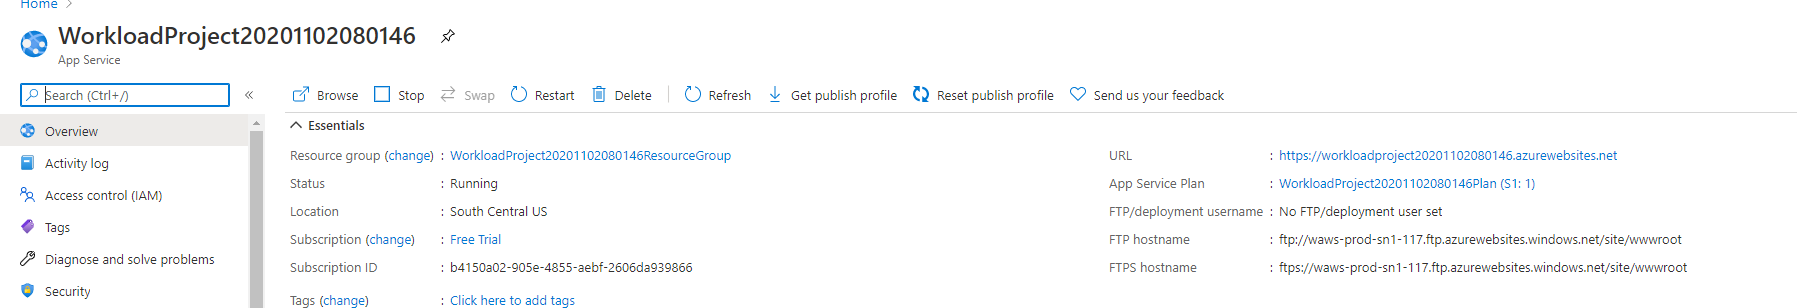 Home >
WorkloadProject20201102080146
App Service
Search (Ctrl+/) «
Browse Stop Swap Restart Delete Refresh Get publish profile Reset publish profile Send us your feedback
Overview
Activity log
Access control (IAM)
Tags
Diagnose and solve problems
Security
Essentials
Resource group (change) : WorkloadProject20201102080146ResourceGroup
Status : Running
Location : South Central US
Subscription (change) : Free Trial
Subscription ID : b4150a02-905e-4855-aebf-2606da939866
Tags (change) : Click here to add tags
URL : https://workloadproject20201102080146.azurewebsites.net
App Service Plan : WorkloadProject20201102080146Plan (S1: 1)
FTP/deployment username : No FTP/deployment user set
FTP hostname : ftp://waws-prod-sn1-117.ftp.azurewebsites.windows.net/site/wwwroot
FTPS hostname : ftps://waws-prod-sn1-117.ftp.azurewebsites.windows.net/site/wwwroot